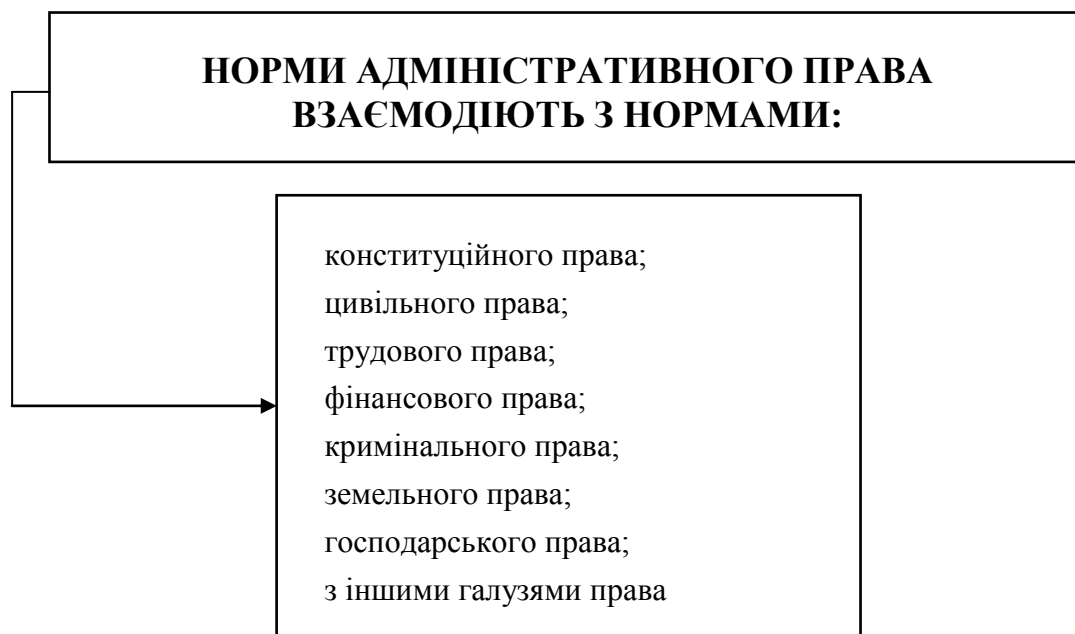 НОРМИ АДМІНІСТРАТИВНОГО ПРАВА
ВЗАЄМОДІЮТЬ З НОРМАМИ:
конституційного права;
цивільного права;
трудового права;
фінансового права;
кримінального права;
земельного права;
господарського права;
з іншими галузями права